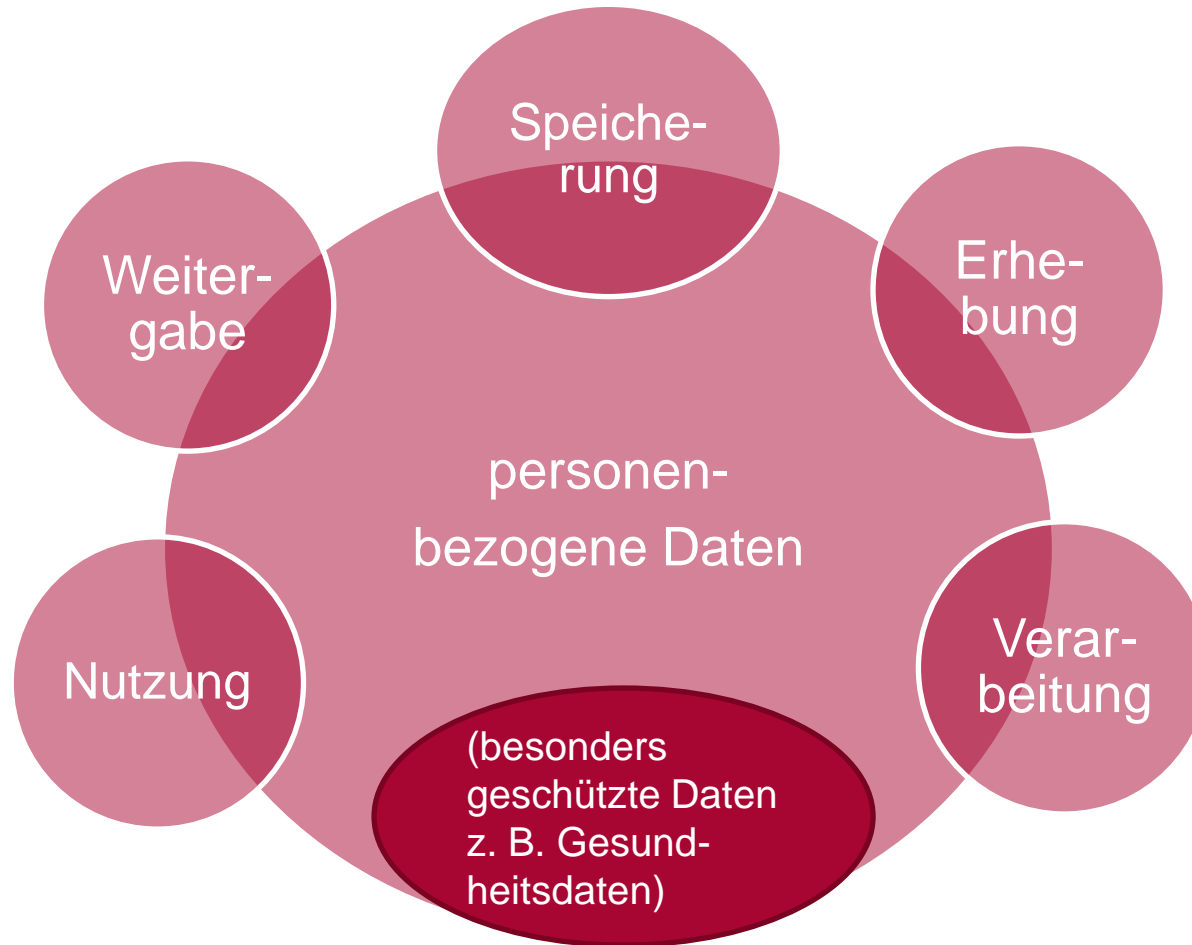 Speiche-
rung
Weiter-
gabe
Erhe-
bung
personen-
bezogene Daten
Nutzung
Verar-
beitung
(besonders
geschützte Daten
z. B. Gesund-
heitsdaten)